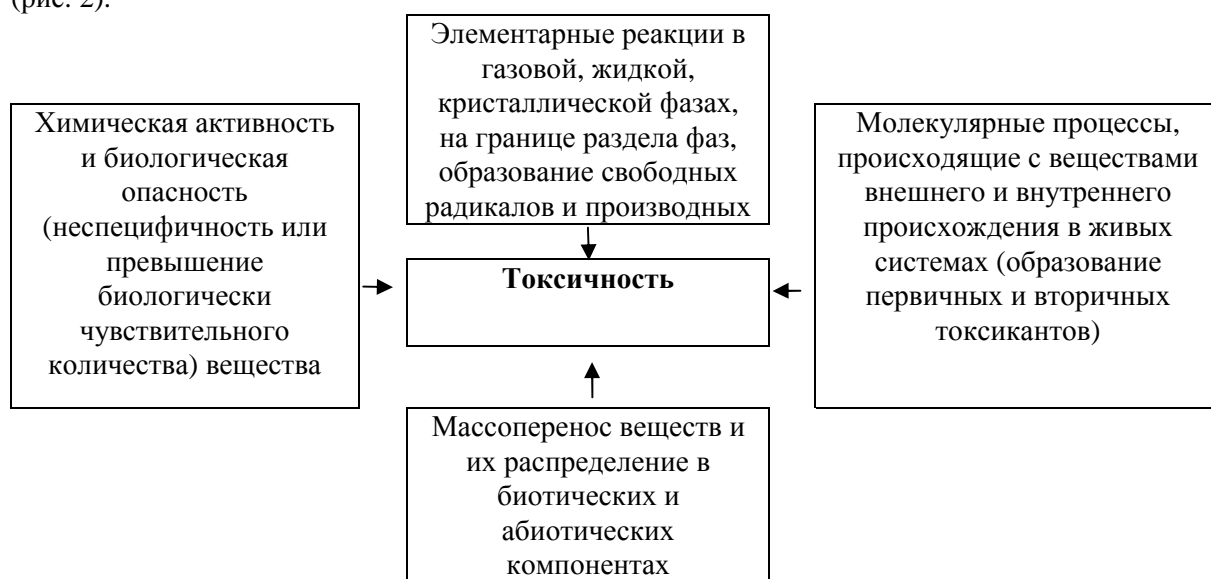 (рис. 2).
Элементарные реакции в
газовой, жидкой,
кристаллической фазах,
на границе раздела фаз,
образование свободных
радикалов и производных
Химическая активность
и биологическая
опасность
(неспецифичность или
превышение
биологически
чувствительного
количества) вещества
Токсичность
Молекулярные процессы,
происходящие с веществами
внешнего и внутреннего
происхождения в живых
системах (образование
первичных и вторичных
токсикантов)
Массоперенос веществ и
их распределение в
биотических и
абиотических
компонентах